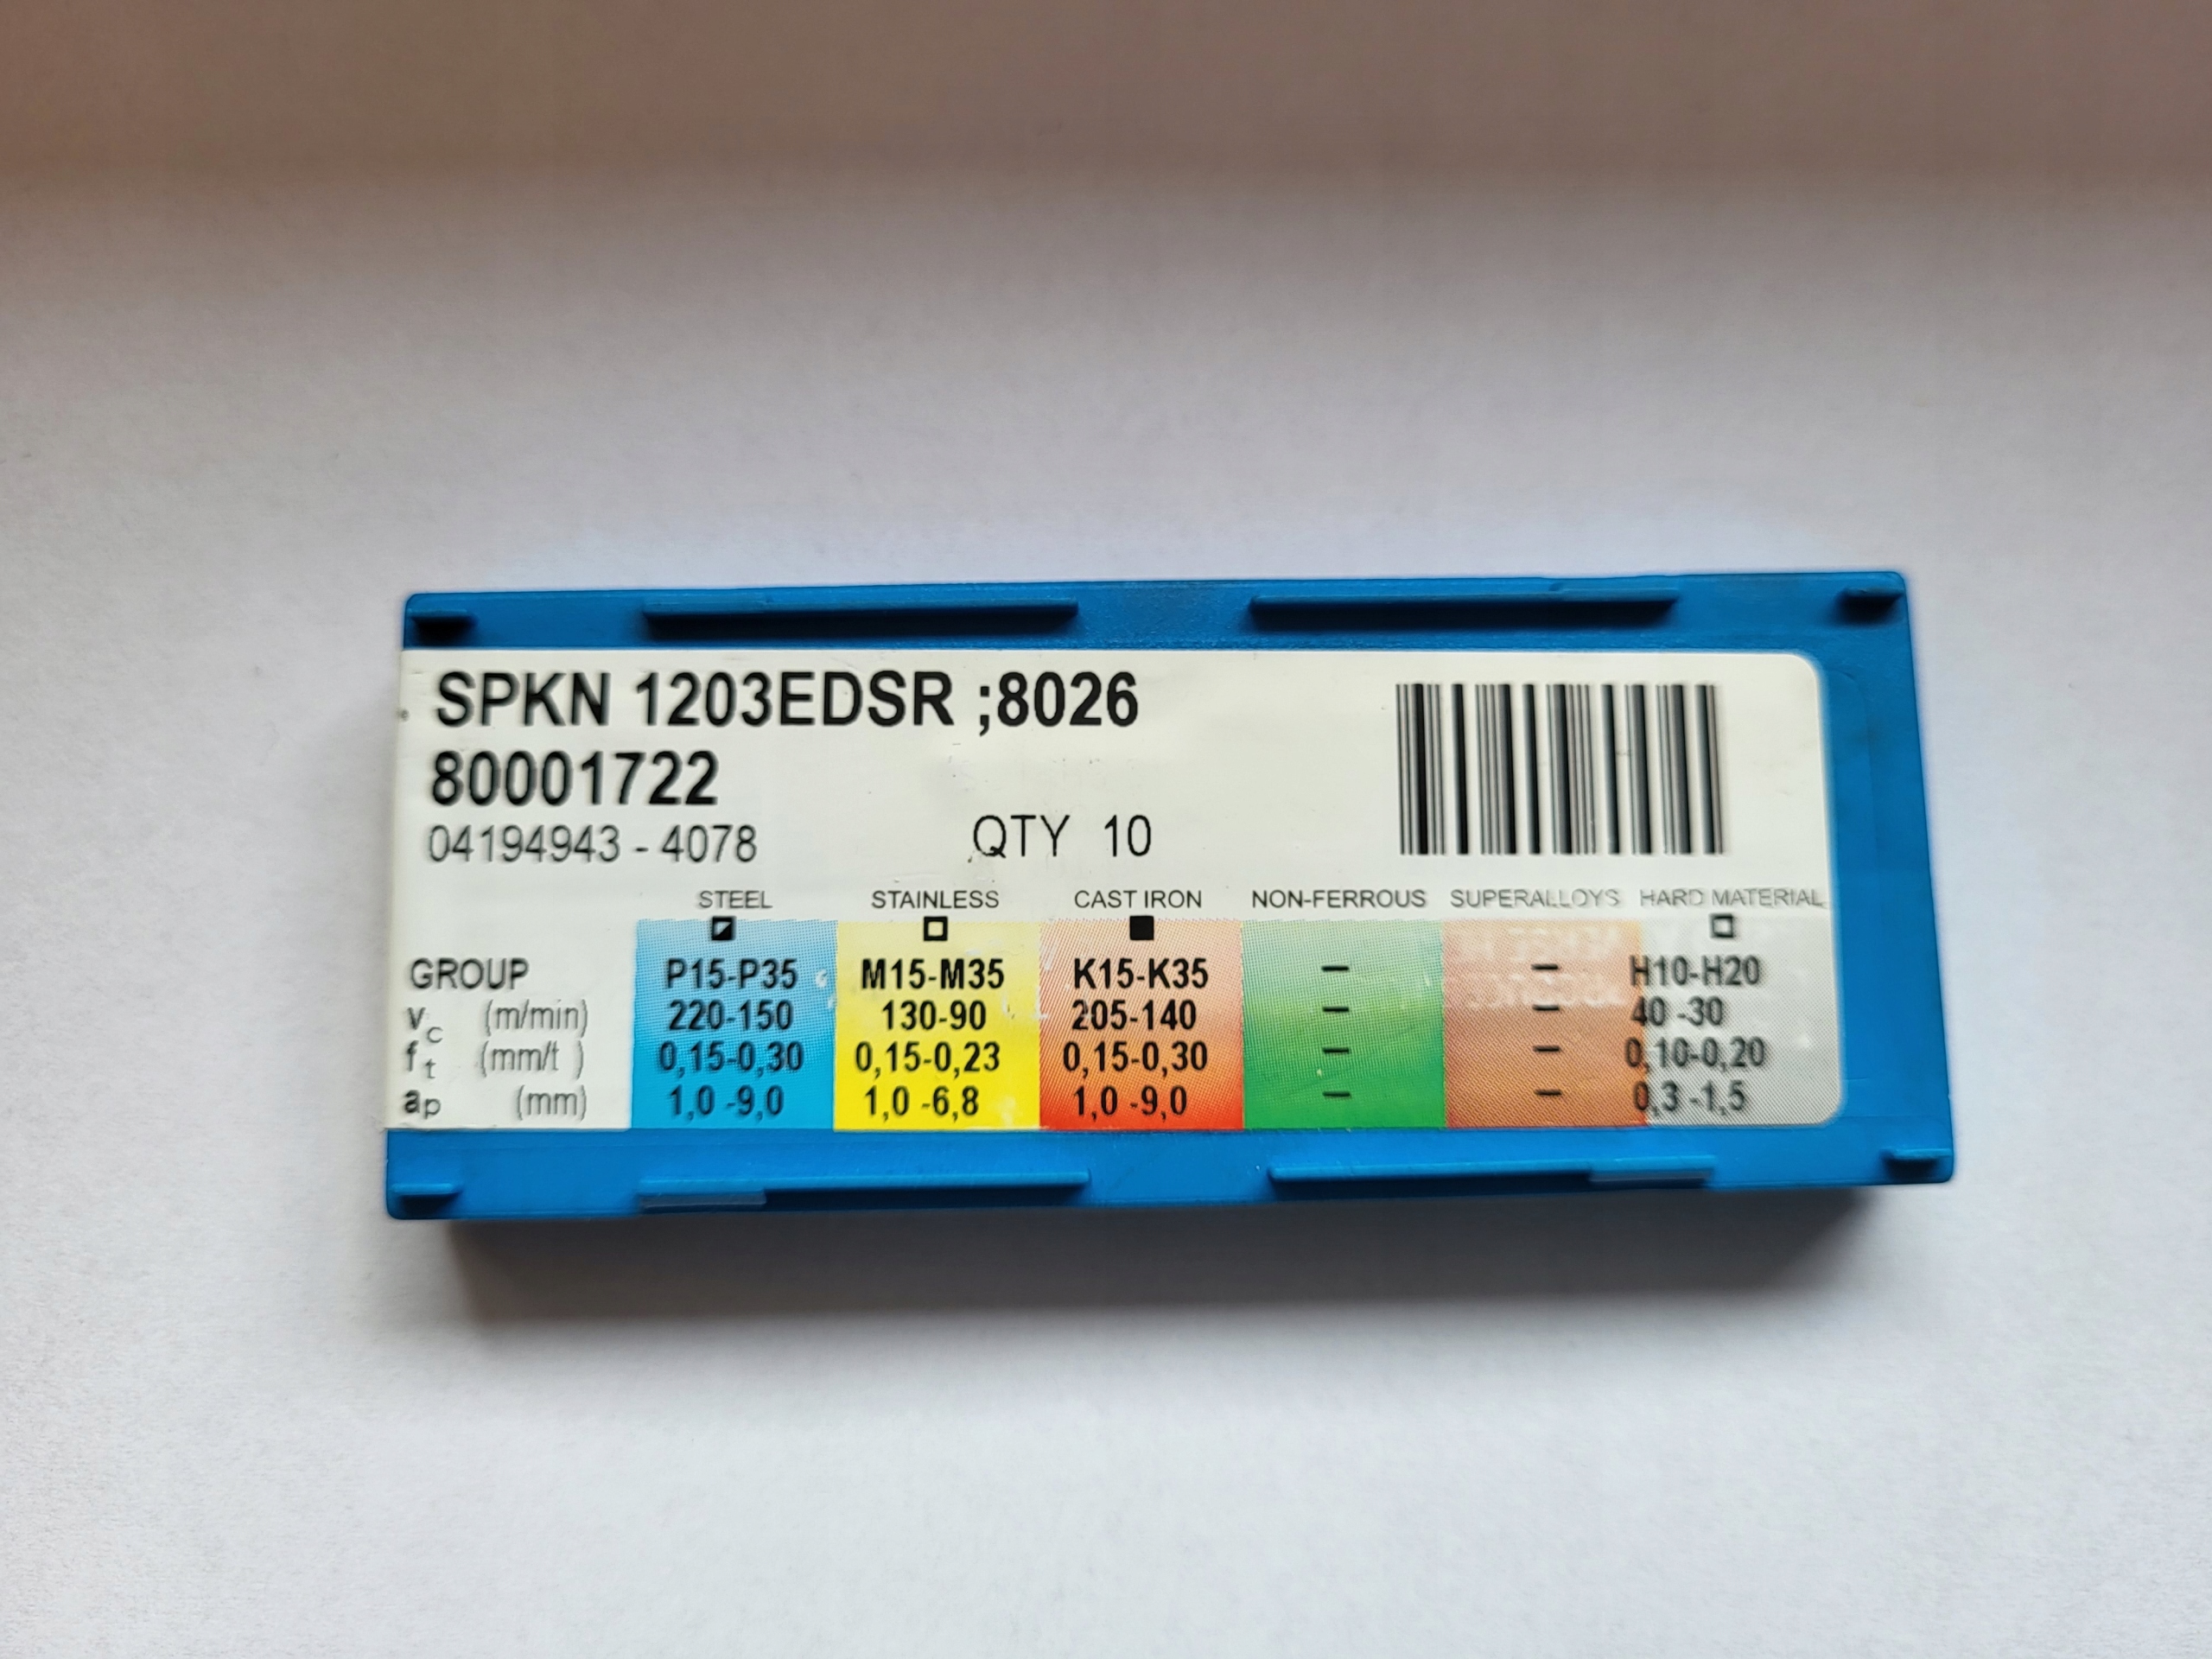 SPKN 1203EDSR ;8026
80001722
04194943 - 4078 QTY 10
STEEL STAINLESS CAST IRON NON-FERROUS SUPERALLOYS HARD MATERIAL
GROUP P15-P35 M15-M35 K15-K35 – – H10-H20
vc (m/min) 220-150 130-90 205-140 – – 40 -30
ft (mm/t ) 0,15-0,30 0,15-0,23 0,15-0,30 – – 0,10-0,20
ap (mm) 1,0 -9,0 1,0 -6,8 1,0 -9,0 – – 0,3 -1,5